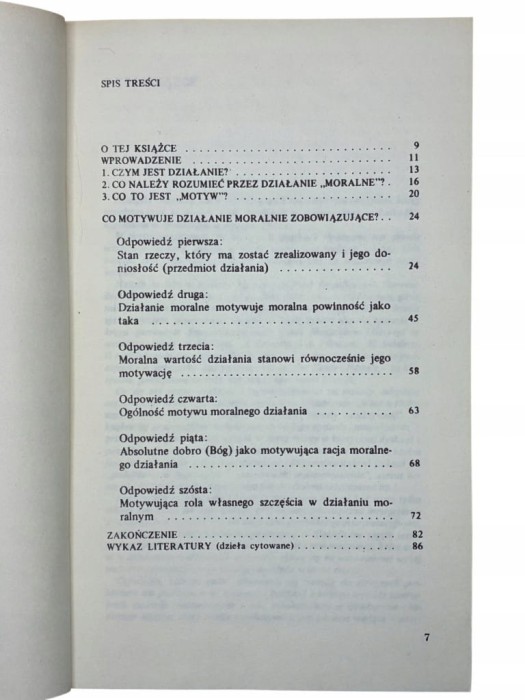 SPIS TREŚCI
O TEJ KSIĄŻCE . . . . . . . . . . . . . . . . . . . . . . . . . . . . . 9
WPROWADZENIE . . . . . . . . . . . . . . . . . . . . . . . . . . . . 11
1. CZYM JEST DZIAŁANIE? . . . . . . . . . . . . . . . . . . . . . . 13
2. CO NALEŻY ROZUMIEĆ PRZEZ DZIAŁANIE „MORALNE"? . 16
3. CO TO JEST „MOTYW"? . . . . . . . . . . . . . . . . . . . . . . 20
CO MOTYWUJE DZIAŁANIE MORALNIE ZOBOWIĄZUJĄCE? . . 24
Odpowiedź pierwsza:
Stan rzeczy, który ma zostać zrealizowany i jego do-
niosłość (przedmiot działania) . . . . . . . . . . . . . . . 24
Odpowiedź druga:
Działanie moralne motywuje moralna powinność jako
taka . . . . . . . . . . . . . . . . . . . . . . . . . . . . . . . . 45
Odpowiedź trzecia:
Moralna wartość działania stanowi równocześnie jego
motywację . . . . . . . . . . . . . . . . . . . . . . . . . . . . 58
Odpowiedź czwarta:
Ogólność motywu moralnego działania . . . . . . . . . . 63
Odpowiedź piąta:
Absolutne dobro (Bóg) jako motywująca racja moralne-
go działania . . . . . . . . . . . . . . . . . . . . . . . . . . . 68
Odpowiedź szósta:
Motywująca rola własnego szczęścia w działaniu mo-
ralnym . . . . . . . . . . . . . . . . . . . . . . . . . . . . . . 72
ZAKOŃCZENIE . . . . . . . . . . . . . . . . . . . . . . . . . . . . 82
WYKAZ LITERATURY (dzieła cytowane) . . . . . . . . . . . . . 86
7